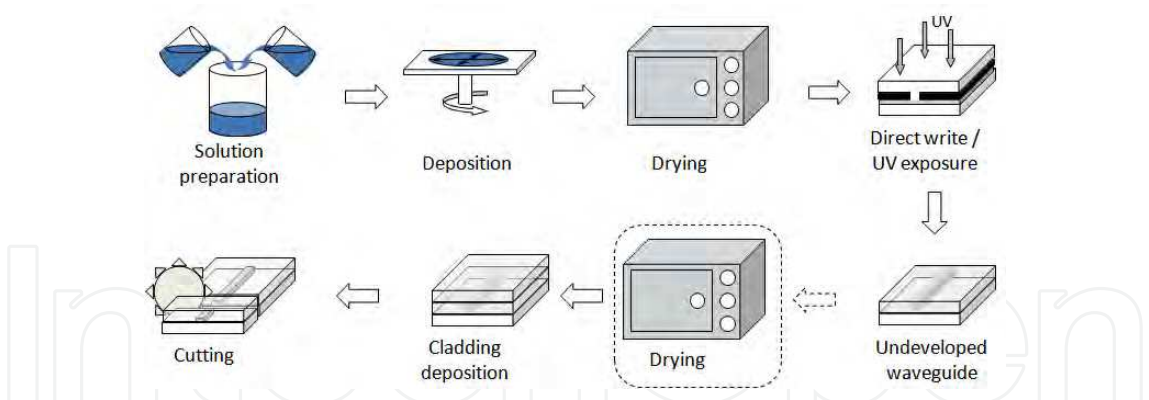 UV
Solution
preparation
Deposition
Drying
Direct write /
UV exposure
Cutting
Cladding
deposition
Drying
Undeveloped
waveguide